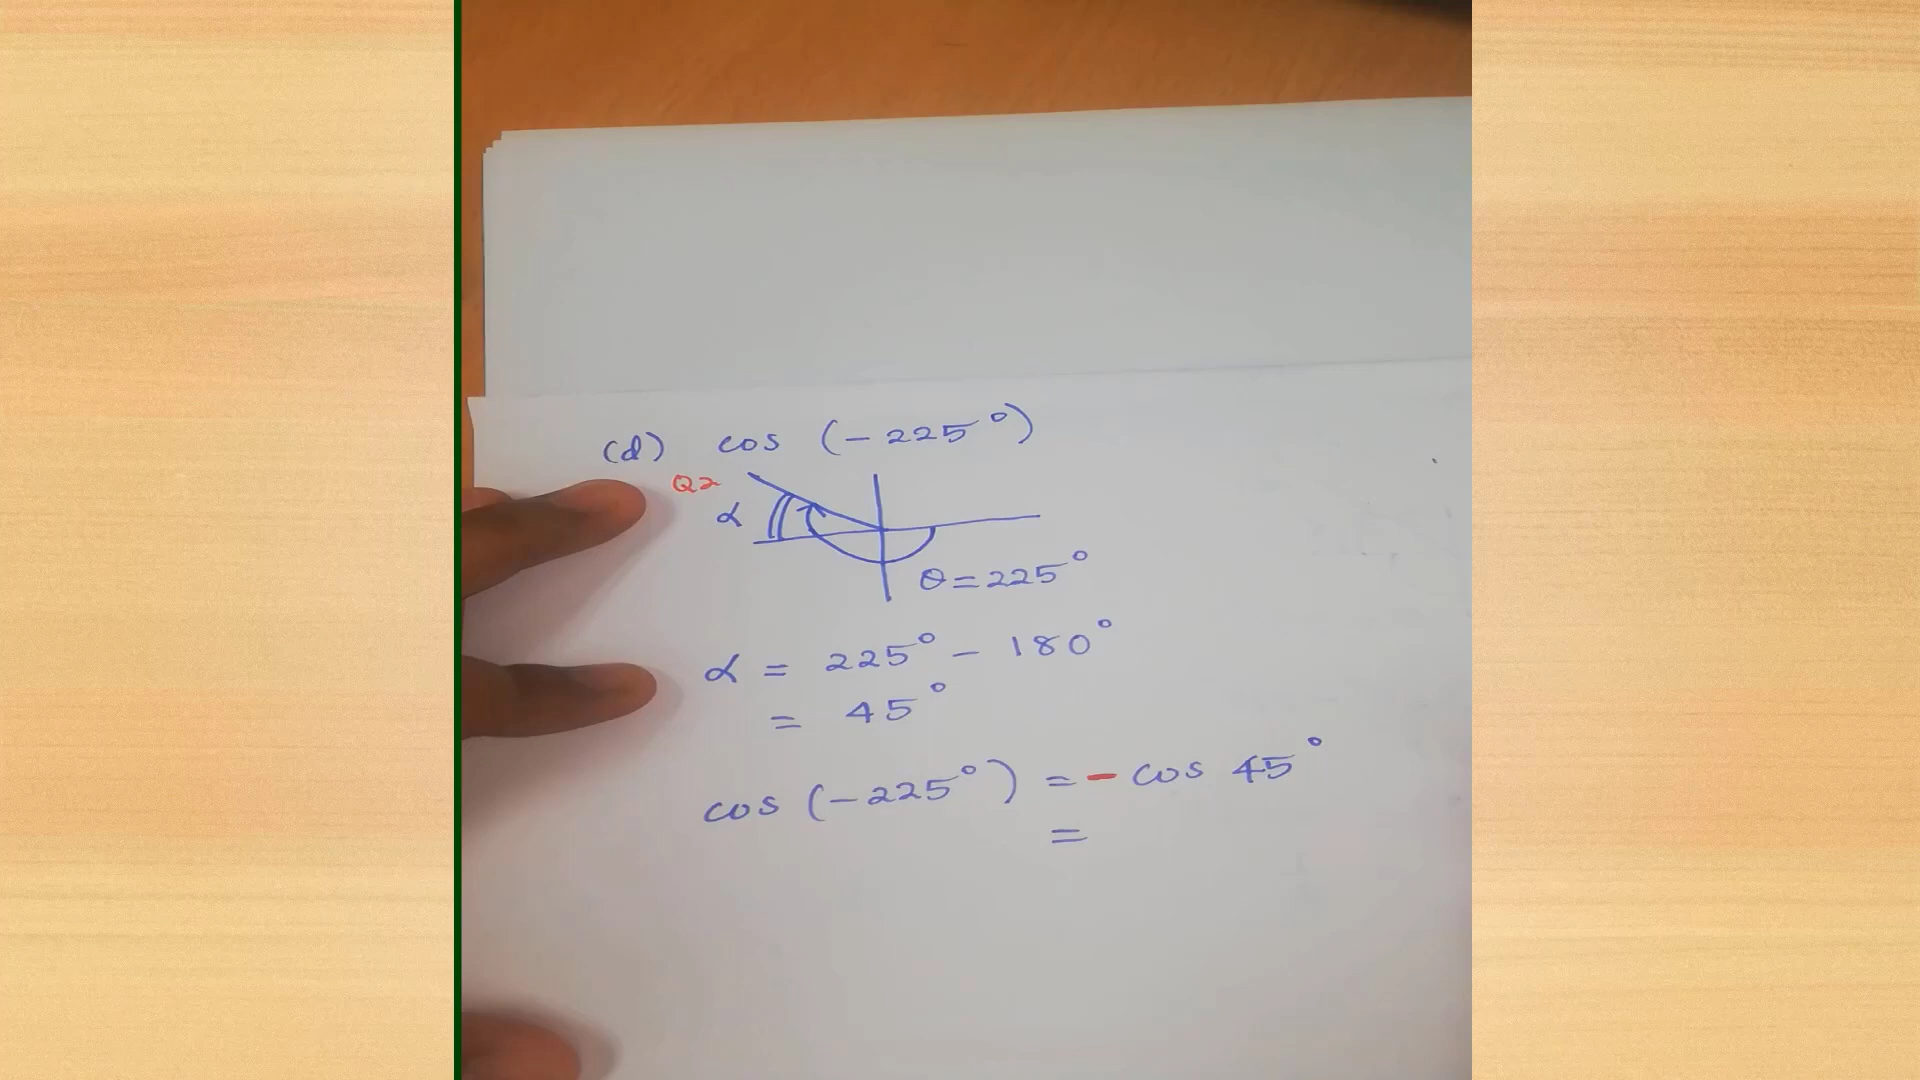 (d) cos (-225°)
Q2
α
θ = 225°
α = 225° - 180°
= 45°
cos (-225°) = - cos 45°
=